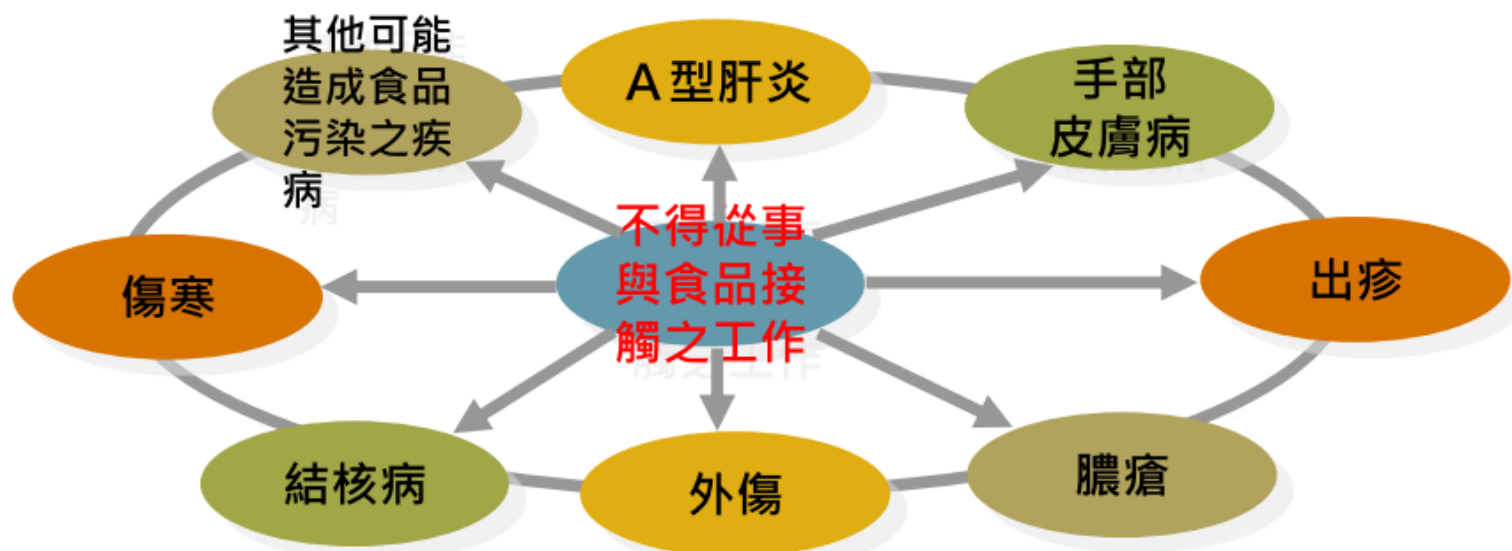 其他可能
造成食品
污染之疾
病
A型肝炎
手部
皮膚病
不得從事
與食品接
觸之工作
傷寒
出疹
結核病
外傷
膿瘡